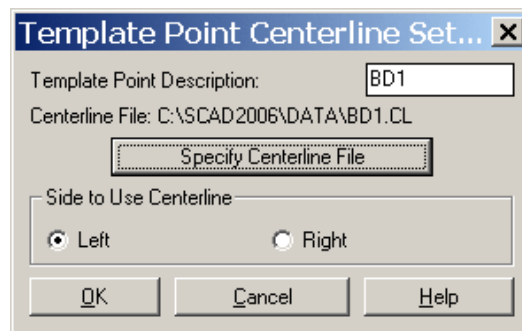 Template Point Centerline Set...
Template Point Description: BD1
Centerline File: C:\SCAD2006\DATA\BD1.CL
Specify Centerline File
Side to Use Centerline
Left Right
OK Cancel Help